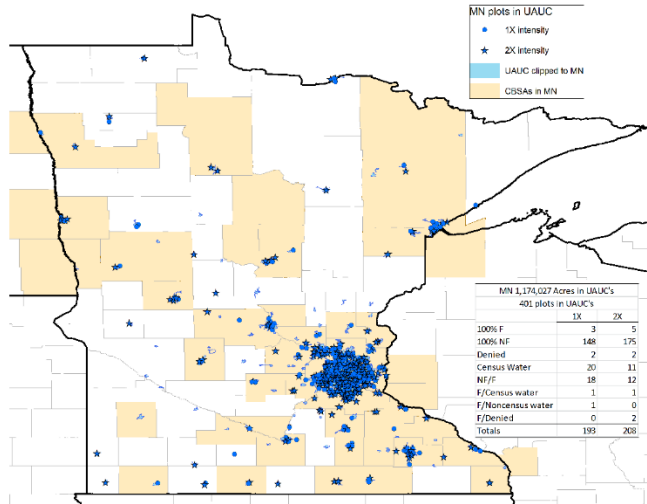 MN plots in UAUC
1X intensity
2X intensity
UAUC clipped to MN
CBSAs in MN
MN 1,174,027 Acres in UAUC's
401 plots in UAUC's
1X 2X
100% F 3 5
100% NF 148 175
Denied 2 2
Census Water 20 11
NF/F 18 12
F/Census water 1 1
F/Noncensus water 1 0
F/Denied 0 2
Totals 193 208